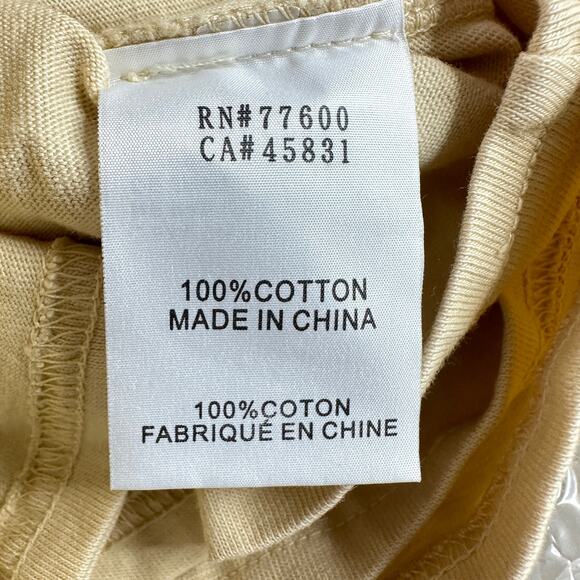 RN#77600
CA#45831
100%COTTON
MADE IN CHINA
100%COTON
FABRIQUÉ EN CHINE